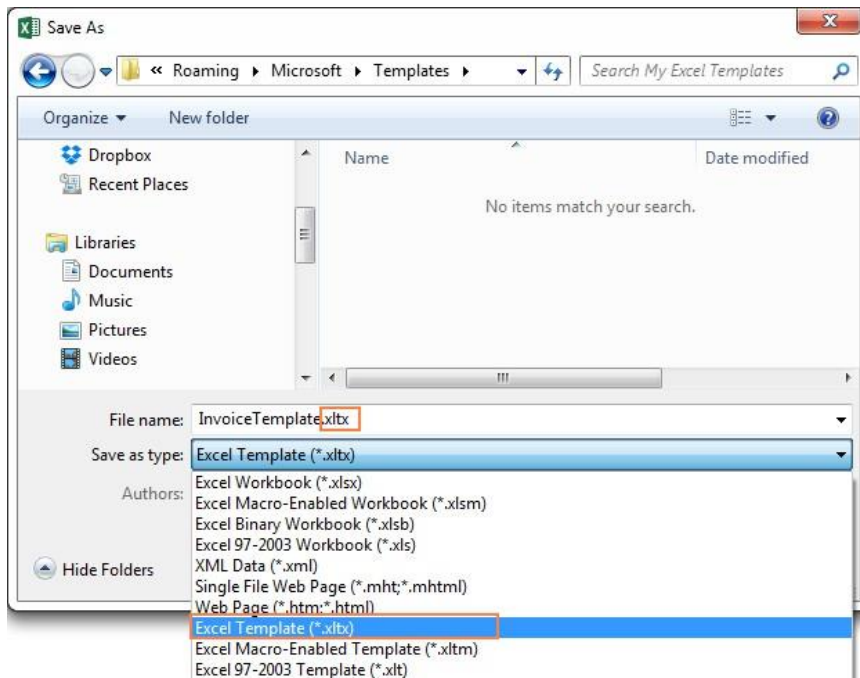 Save As
« Roaming ▸ Microsoft ▸ Templates ▸ Search My Excel Templates
Organize ▾ New folder
Name Date modified
Dropbox
Recent Places
No items match your search.
Libraries
Documents
Music
Pictures
Videos
File name: InvoiceTemplate.xltx
Save as type: Excel Template (*.xltx)
Authors:
Excel Workbook (*.xlsx)
Excel Macro-Enabled Workbook (*.xlsm)
Excel Binary Workbook (*.xlsb)
Excel 97-2003 Workbook (*.xls)
XML Data (*.xml)
Single File Web Page (*.mht;*.mhtml)
Web Page (*.htm;*.html)
Excel Template (*.xltx)
Excel Macro-Enabled Template (*.xltm)
Excel 97-2003 Template (*.xlt)
Hide Folders